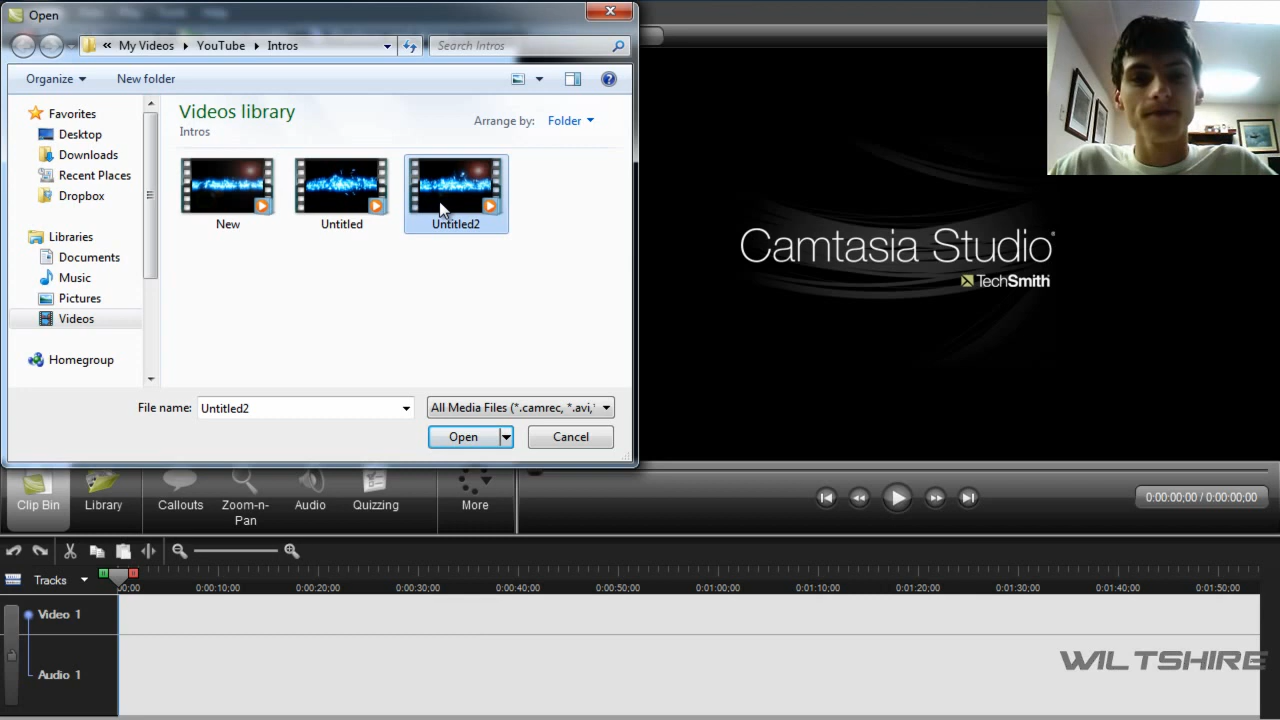 Open
« My Videos ▸ YouTube ▸ Intros
Search Intros
Organize
New folder
Favorites
Desktop
Downloads
Recent Places
Dropbox
Libraries
Documents
Music
Pictures
Videos
Homegroup
Videos library
Intros
Arrange by: Folder
New
Untitled
Untitled2
File name: Untitled2
All Media Files (*.camrec, *.avi,
Open
Cancel
Camtasia Studio
TechSmith
Clip Bin
Library
Callouts
Zoom-n-
Pan
Audio
Quizzing
More
0:00:00;00 / 0:00:00;00
Tracks
00;00 0:00:10;00 0:00:20;00 0:00:30;00 0:00:40;00 0:00:50;00 0:01:00;00 0:01:10;00 0:01:20;00 0:01:30;00 0:01:40;00 0:01:50;00
Video 1
Audio 1
WILTSHIRE